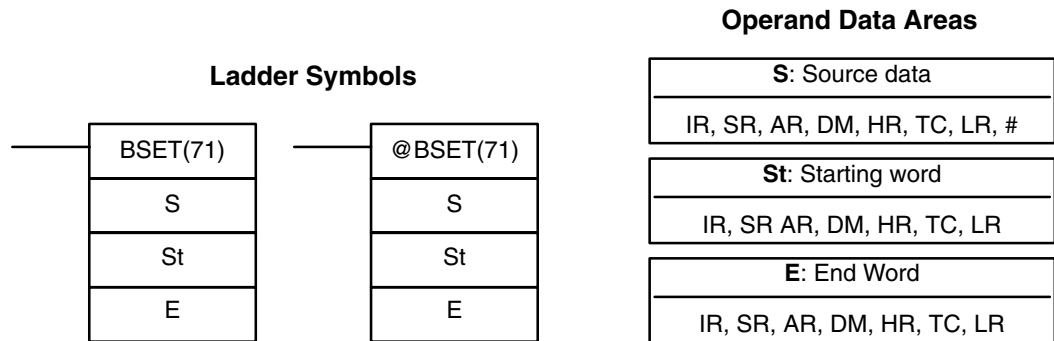 Ladder Symbols
BSET(71)
S
St
E
@BSET(71)
S
St
E
Operand Data Areas
S: Source data
IR, SR, AR, DM, HR, TC, LR, #
St: Starting word
IR, SR AR, DM, HR, TC, LR
E: End Word
IR, SR, AR, DM, HR, TC, LR